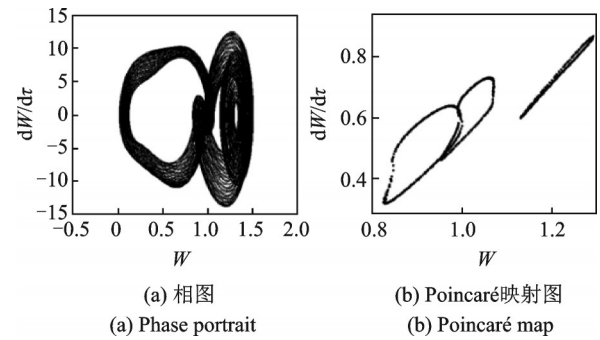 15
10
5
0
−5
−10
−15
−0.5 0 0.5 1.0 1.5 2.0
dW/dτ
W
0.8
0.6
0.4
0.8 1.0 1.2
dW/dτ
W
(a) 相图
(a) Phase portrait
(b) Poincaré映射图
(b) Poincaré map